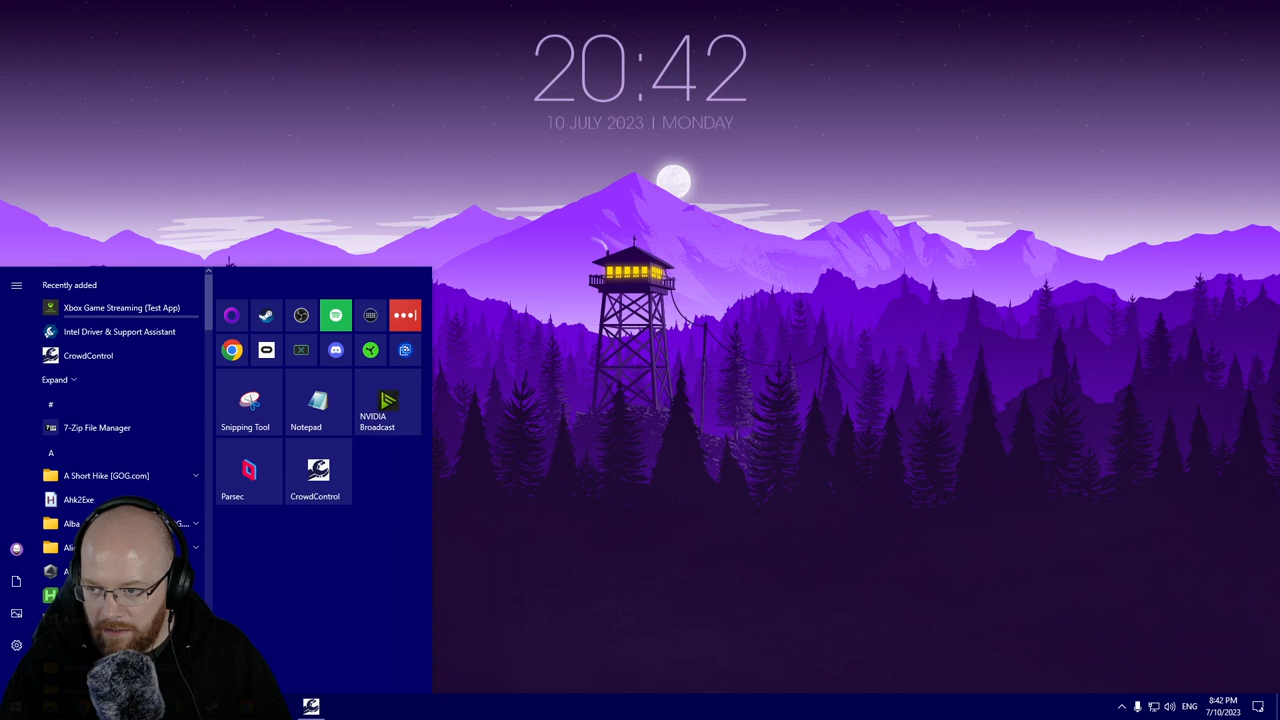 20:42
10 JULY 2023 | MONDAY
Recently added
Xbox Game Streaming (Test App)
Intel Driver & Support Assistant
CrowdControl
Expand
#
7-Zip File Manager
A
A Short Hike [GOG.com]
Ahk2Exe
Snipping Tool
Notepad
NVIDIA
Broadcast
Parsec
CrowdControl
ENG
8:42 PM
7/10/2023